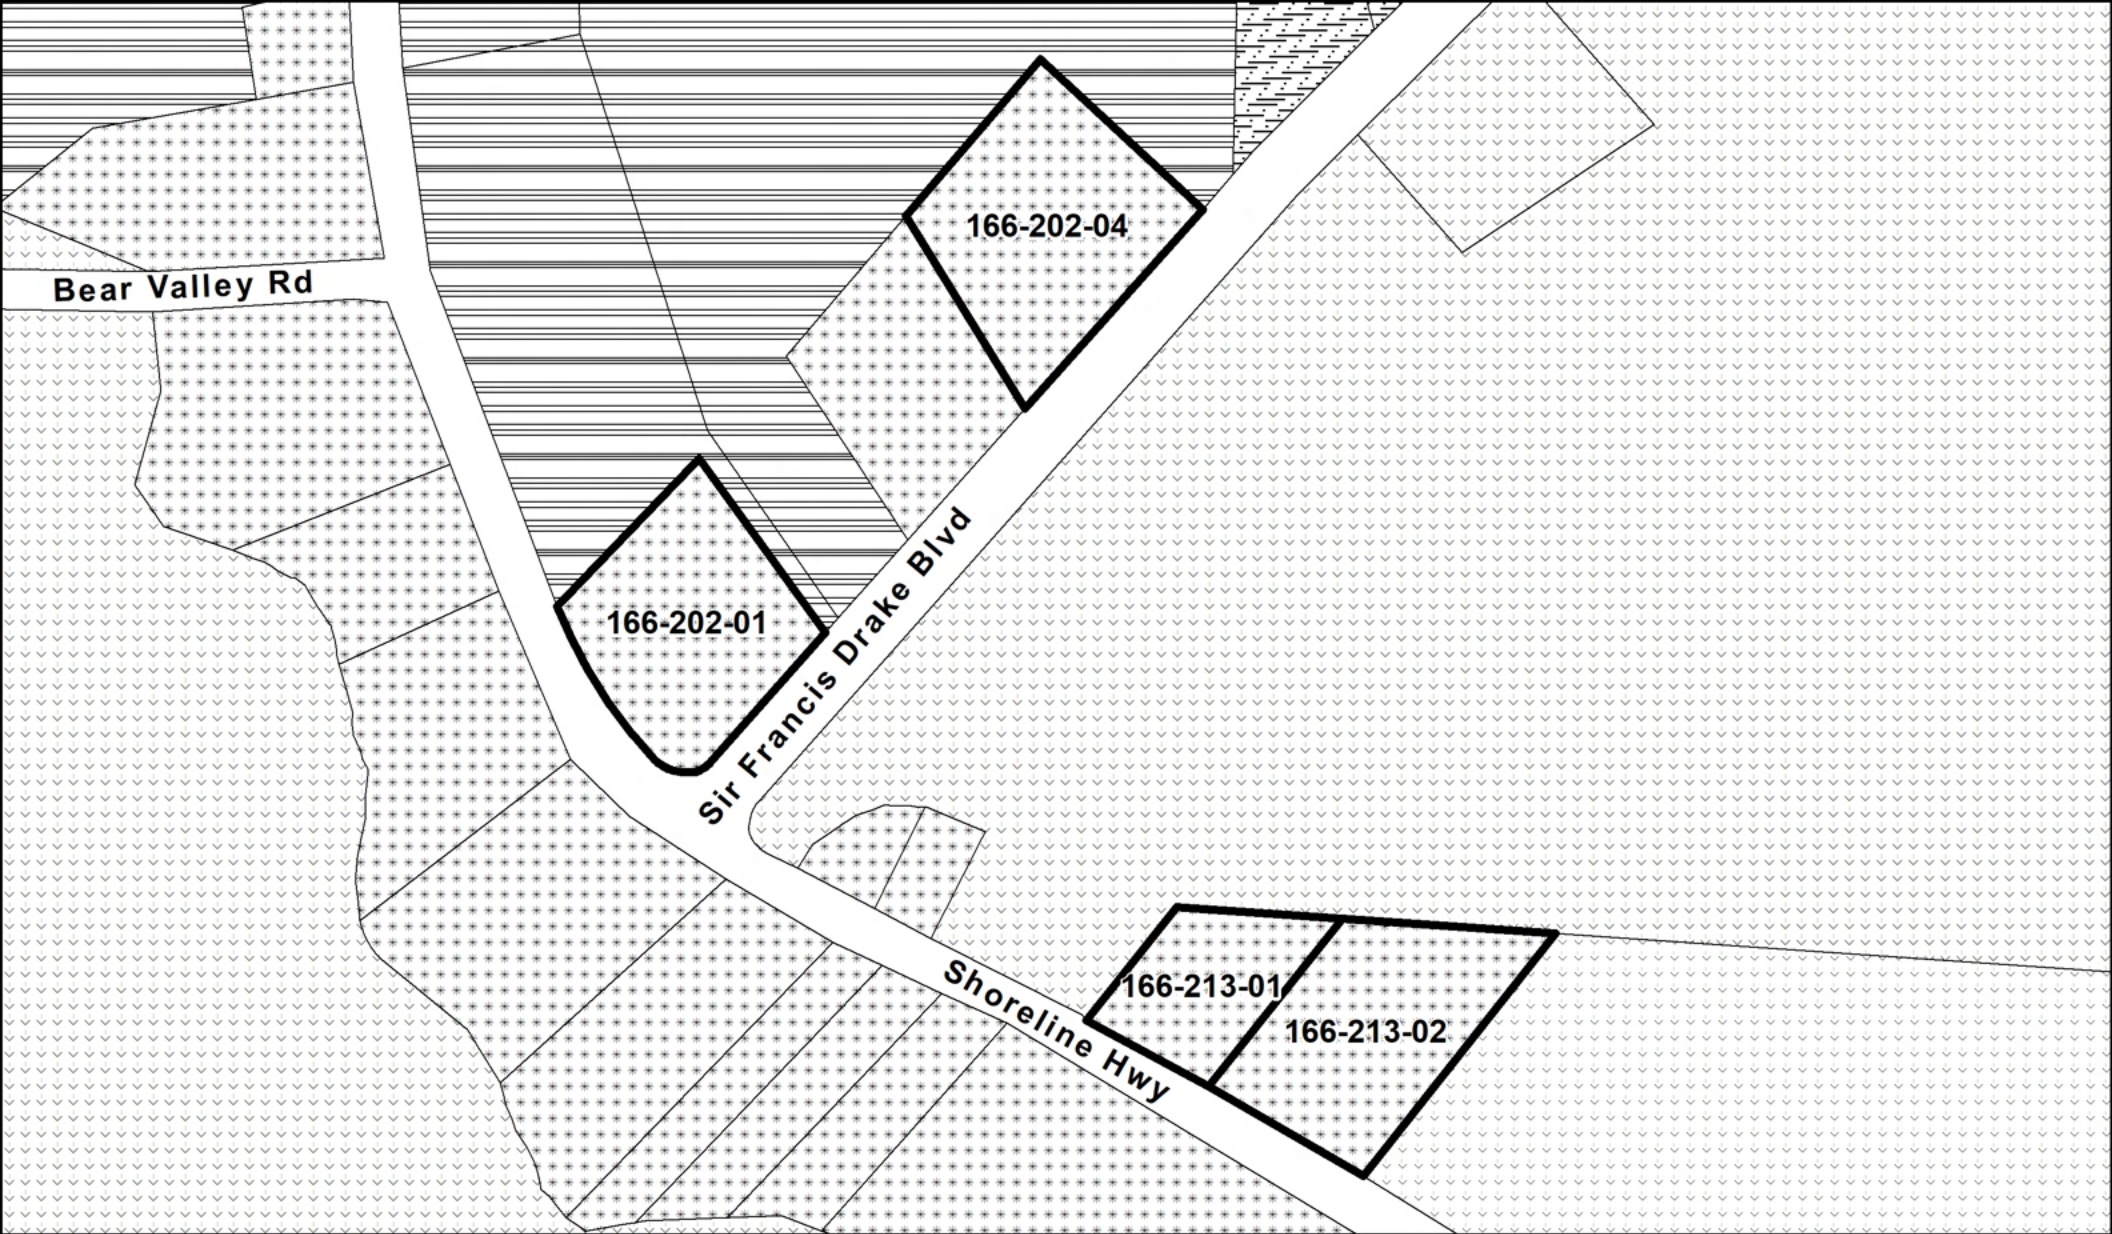 166-202-04
Bear Valley Rd
166-202-01
Sir Francis Drake Blvd
166-213-01
Shoreline Hwy
166-213-02